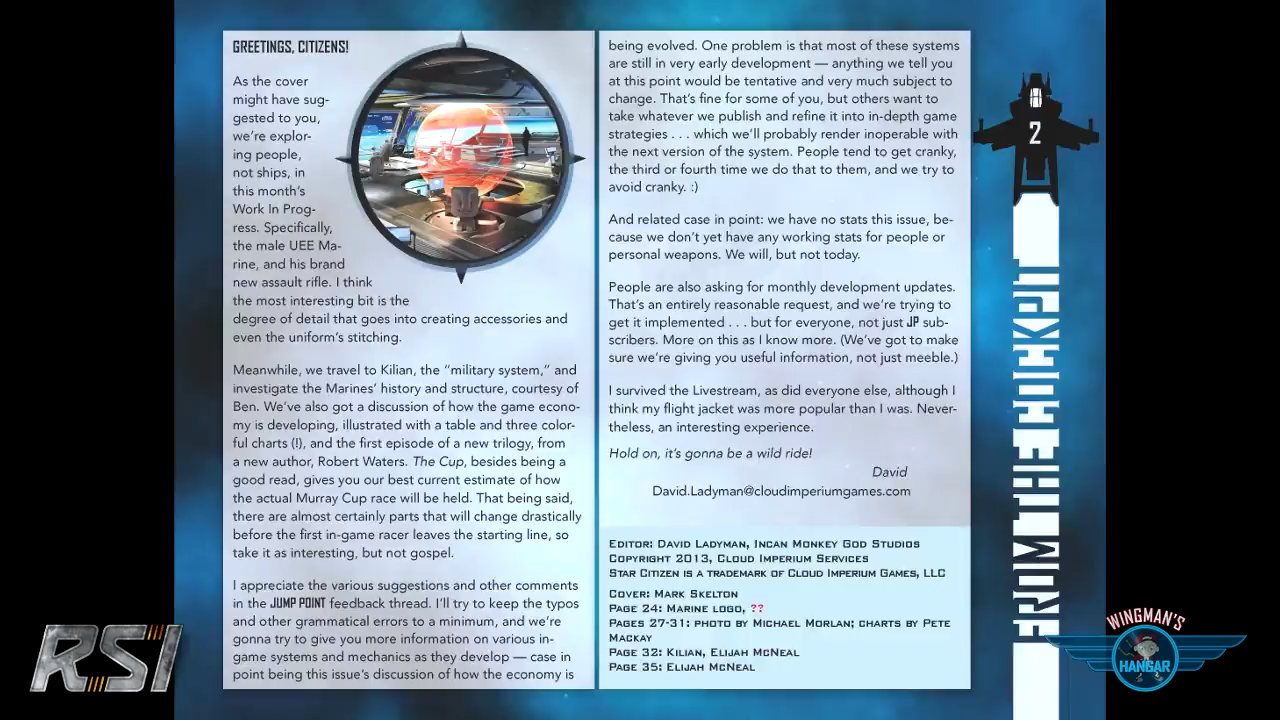 GREETINGS, CITIZENS!
As the cover
might have sug-
gested to you,
we're explor-
ing people,
not ships, in
this month's
Work In Prog-
ress. Specifically,
the male UEE Ma-
rine, and his brand
new assault rifle. I think
the most interesting bit is the
degree of detail that goes into creating accessories and
even the uniform's stitching.
Meanwhile, we travel to Kilian, the "military system," and
investigate the Marines' history and structure, courtesy of
Ben. We've also got a discussion of how the game econo-
my is developing, illustrated with a table and three color-
ful charts (!), and the first episode of a new trilogy, from
a new author, Robert Waters. The Cup, besides being a
good read, gives you our best current estimate of how
the actual Murray Cup race will be held. That being said,
there are almost certainly parts that will change drastically
before the first in-game racer leaves the starting line, so
take it as interesting, but not gospel.
I appreciate the various suggestions and other comments
in the JUMP POINT feedback thread. I'll try to keep the typos
and other grammatical errors to a minimum, and we're
gonna try to give you more information on various in-
game systems and mechanics as they develop — case in
point being this issue's discussion of how the economy is
being evolved. One problem is that most of these systems
are still in very early development — anything we tell you
at this point would be tentative and very much subject to
change. That's fine for some of you, but others want to
take whatever we publish and refine it into in-depth game
strategies . . . which we'll probably render inoperable with
the next version of the system. People tend to get cranky,
the third or fourth time we do that to them, and we try to
avoid cranky. :)
And related case in point: we have no stats this issue, be-
cause we don't yet have any working stats for people or
personal weapons. We will, but not today.
People are also asking for monthly development updates.
That's an entirely reasonable request, and we're trying to
get it implemented . . . but for everyone, not just JP sub-
scribers. More on this as I know more. (We've got to make
sure we're giving you useful information, not just meeble.)
I survived the Livestream, as did everyone else, although I
think my flight jacket was more popular than I was. Never-
theless, an interesting experience.
Hold on, it's gonna be a wild ride!
David
David.Ladyman@cloudimperiumgames.com
EDITOR: DAVID LADYMAN, INCAN MONKEY GOD STUDIOS
COPYRIGHT 2013, CLOUD IMPERIUM SERVICES
STAR CITIZEN IS A TRADEMARK OF CLOUD IMPERIUM GAMES, LLC
COVER: MARK SKELTON
PAGE 24: MARINE LOGO, ??
PAGES 27-31: PHOTO BY MICHAEL MORLAN; CHARTS BY PETE
MACKAY
PAGE 32: KILIAN, ELIJAH MCNEAL
PAGE 35: ELIJAH MCNEAL
2
FROM THE COCKPIT
RSI
WINGMAN'S
HANGAR